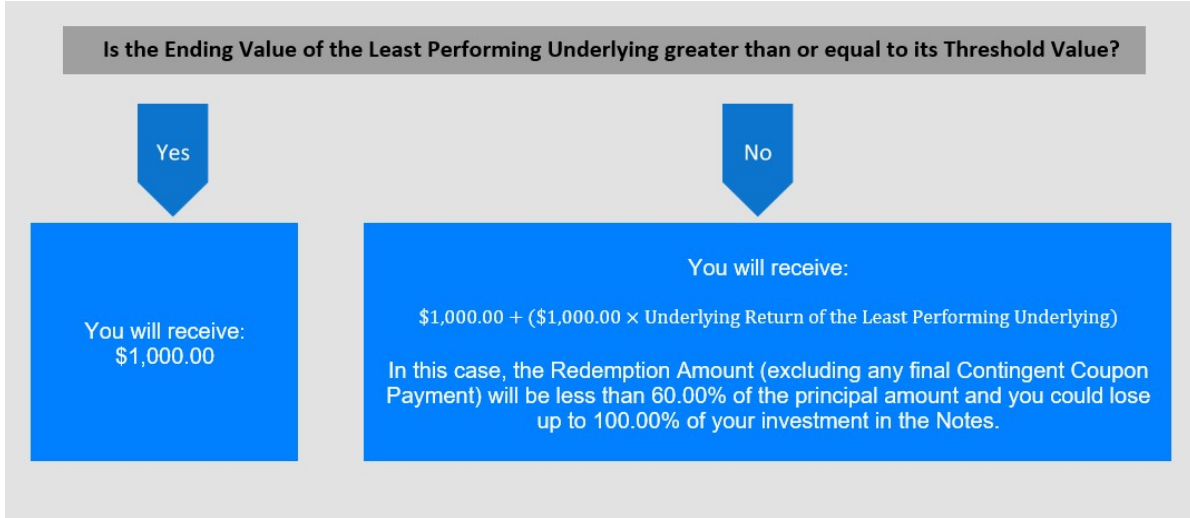 Is the Ending Value of the Least Performing Underlying greater than or equal to its Threshold Value?
Yes
No
You will receive:
$1,000.00
You will receive:
$1,000.00 + ($1,000.00 × Underlying Return of the Least Performing Underlying)
In this case, the Redemption Amount (excluding any final Contingent Coupon
Payment) will be less than 60.00% of the principal amount and you could lose
up to 100.00% of your investment in the Notes.